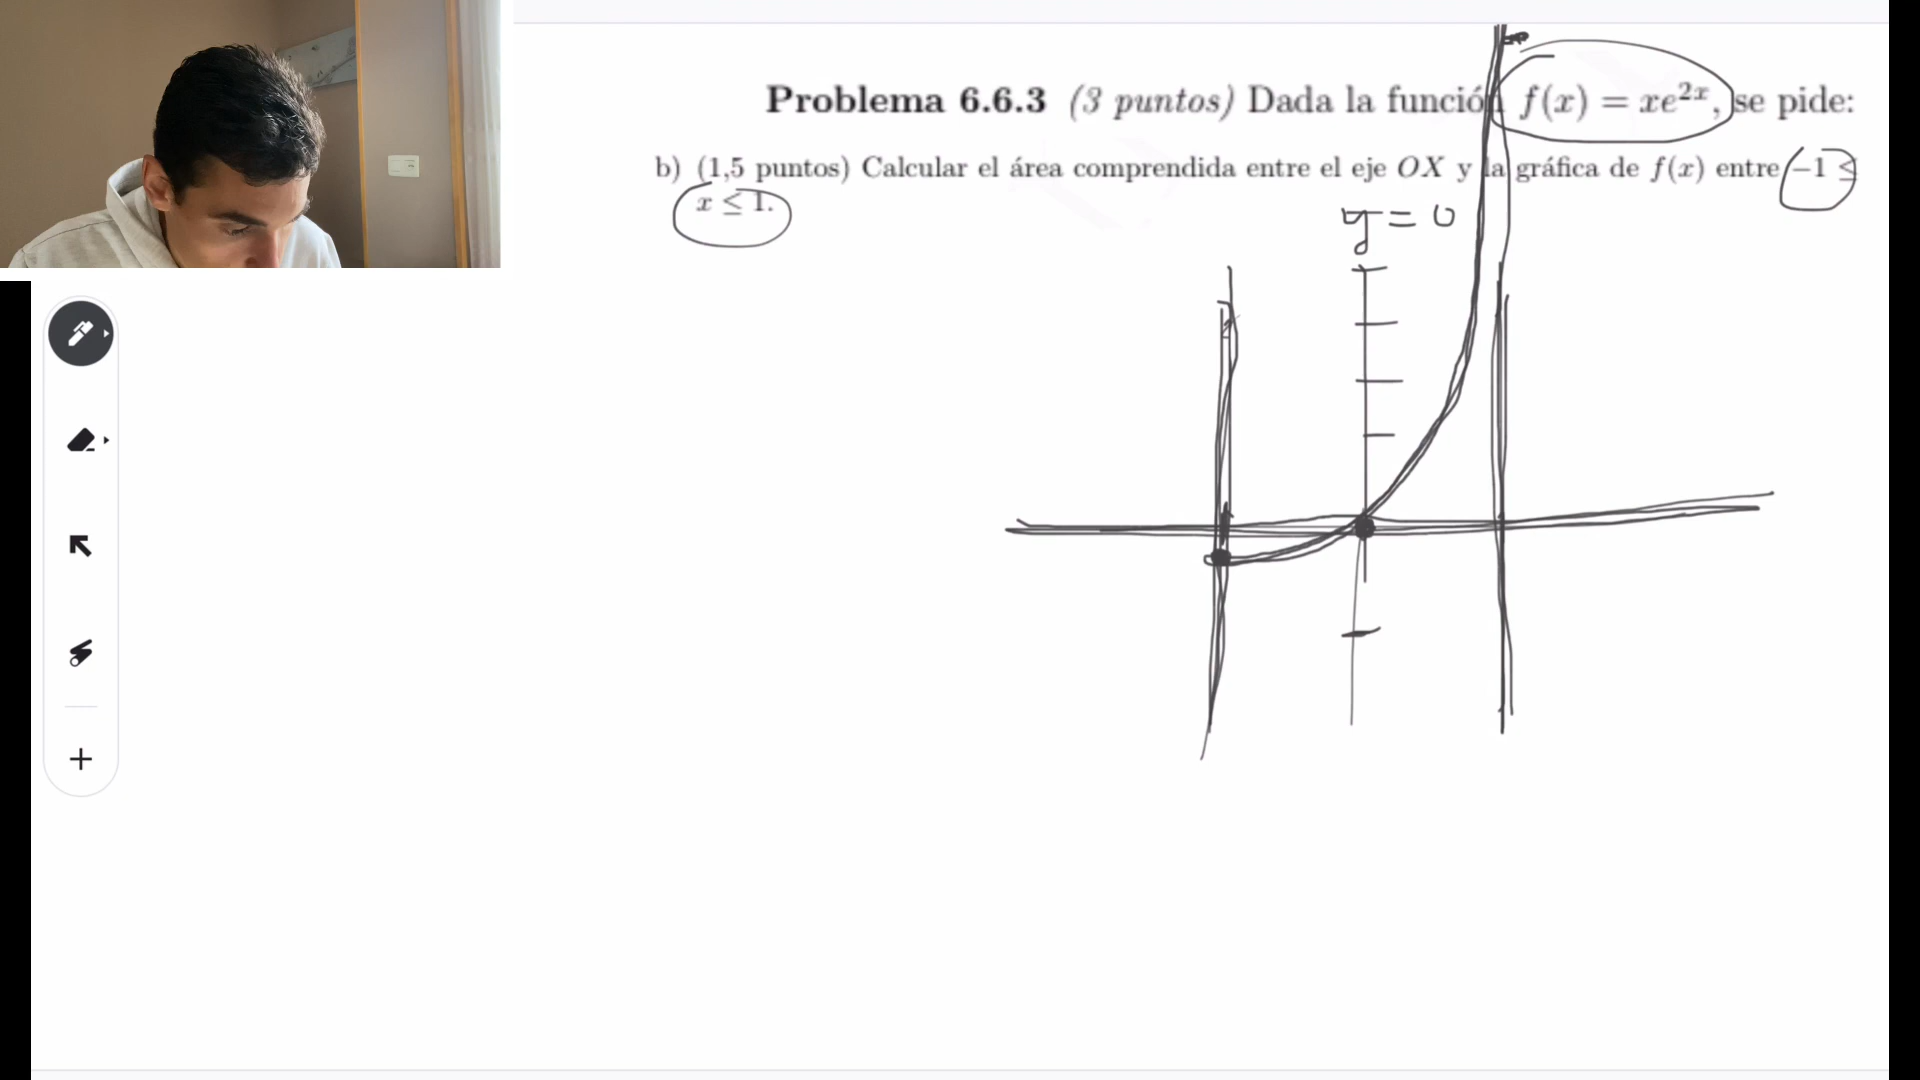 Problema 6.6.3 (3 puntos) Dada la función f(x) = xe^{2x}, se pide:
b) (1,5 puntos) Calcular el área comprendida entre el eje OX y la gráfica de f(x) entre −1 ≤
x ≤ 1.
y = 0